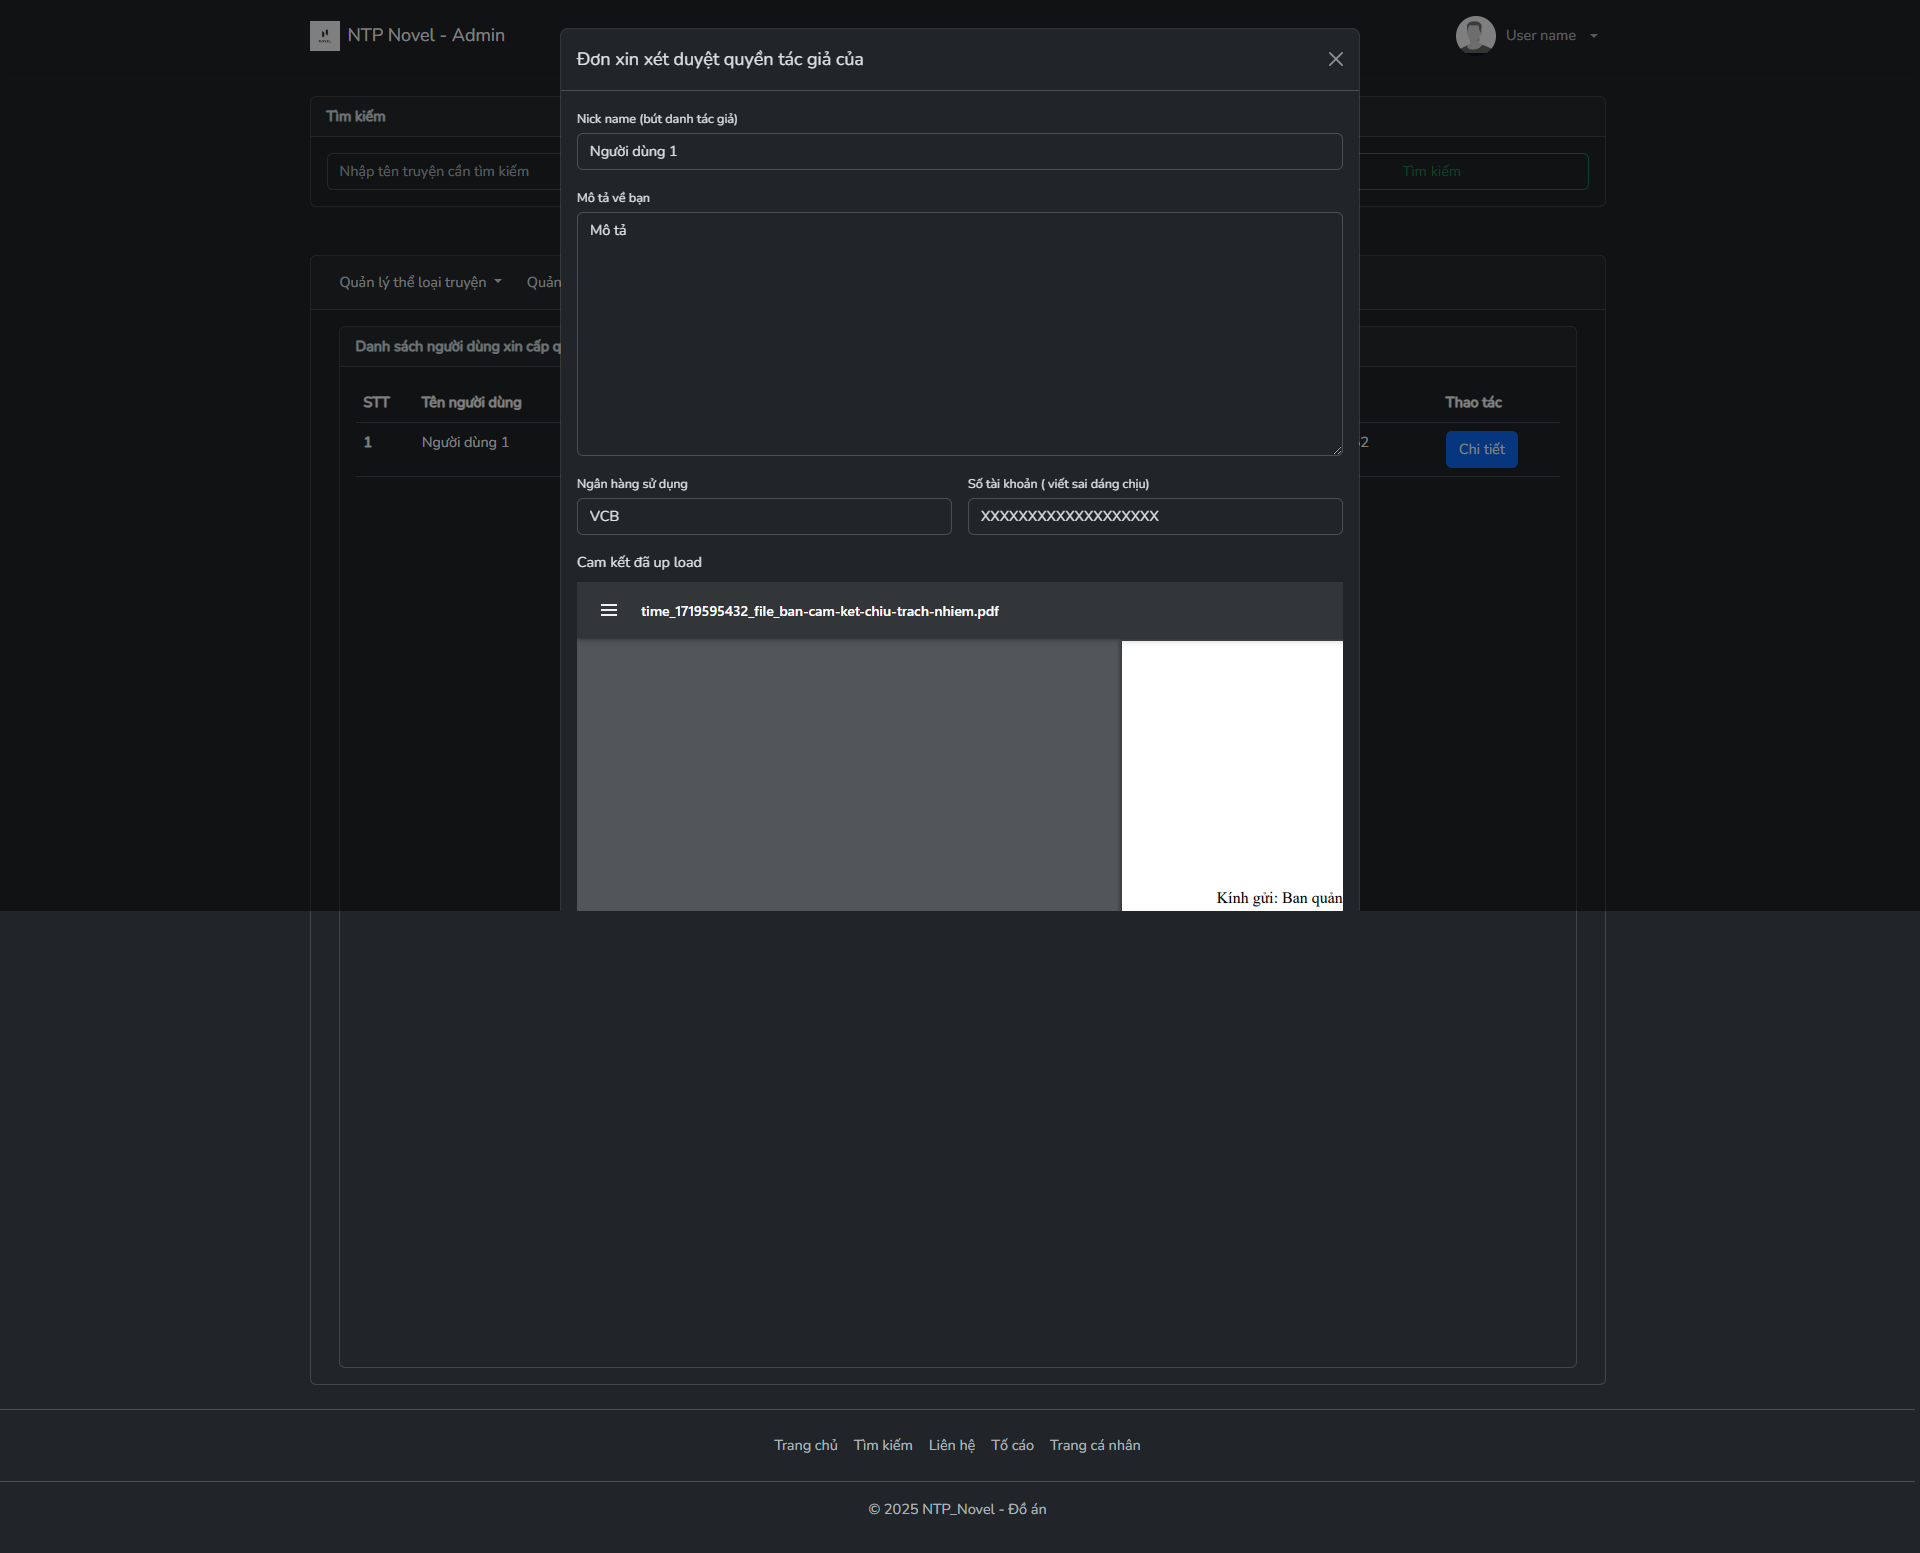 NTP Novel - Admin
User name
Đơn xin xét duyệt quyền tác giả của
Tìm kiếm
Nick name (bút danh tác giả)
Người dùng 1
Nhập tên truyện cần tìm kiếm
Tìm kiếm
Mô tả về bạn
Mô tả
Quản lý thể loại truyện
Quản
Danh sách người dùng xin cấp
STT
Tên người dùng
Thao tác
1
Người dùng 1
Chi tiết
Ngân hàng sử dụng
Số tài khoản ( viết sai dáng chịu)
VCB
XXXXXXXXXXXXXXXXXXX
Cam kết đã up load
time_1719595432_file_ban-cam-ket-chiu-trach-nhiem.pdf
Kính gửi: Ban quản
Trang chủ Tìm kiếm Liên hệ Tố cáo Trang cá nhân
© 2025 NTP_Novel - Đồ án